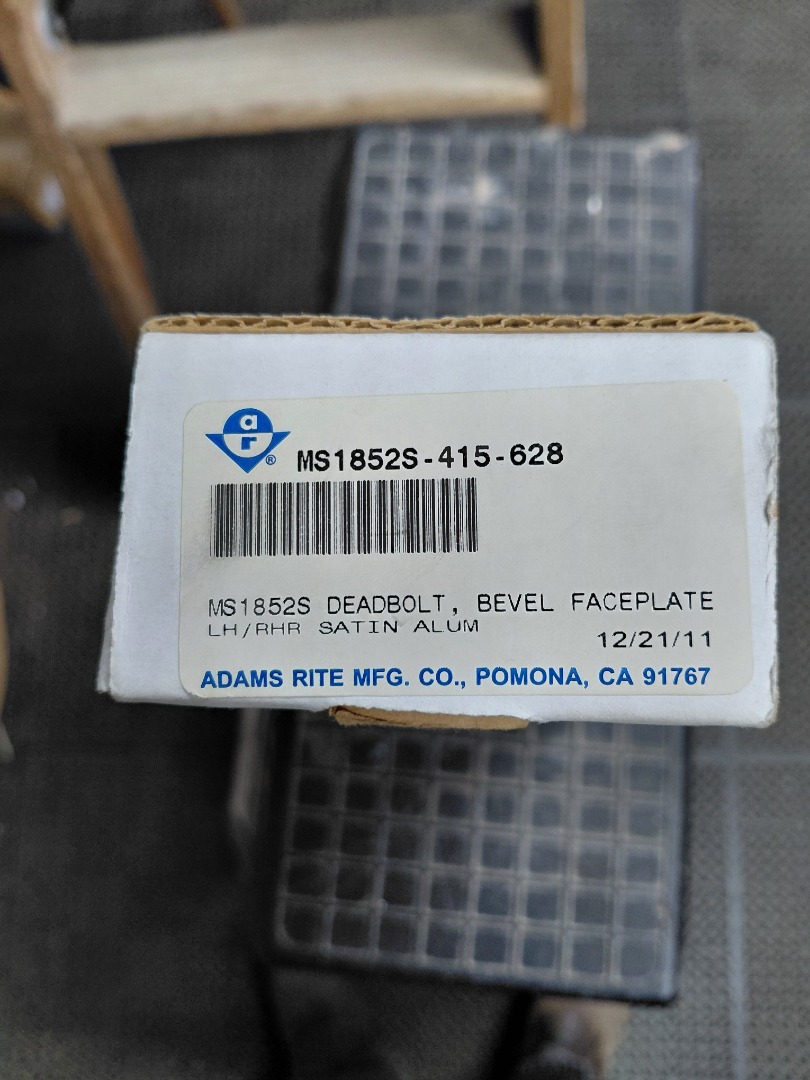 ar®
MS1852S-415-628
MS1852S DEADBOLT, BEVEL FACEPLATE
LH/RHR SATIN ALUM
12/21/11
ADAMS RITE MFG. CO., POMONA, CA 91767